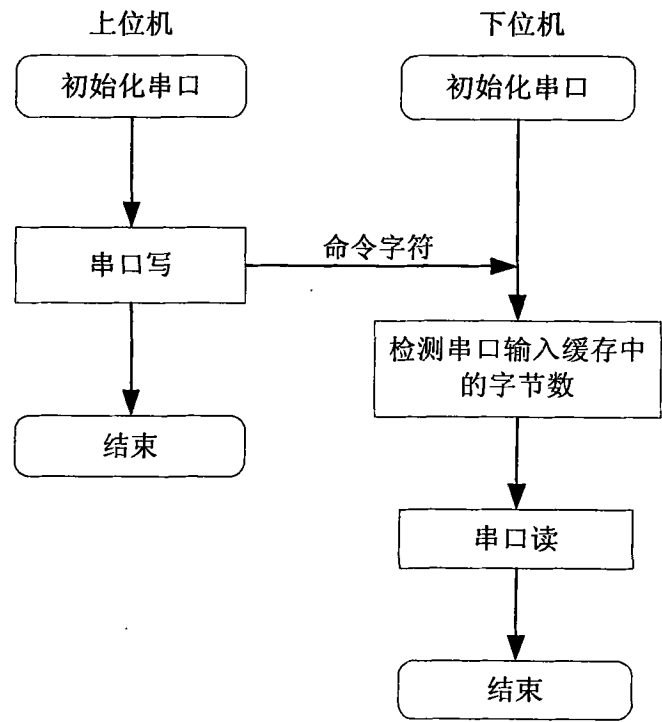 上位机
下位机
初始化串口
初始化串口
串口写
命令字符
检测串口输入缓存中
的字节数
结束
串口读
结束